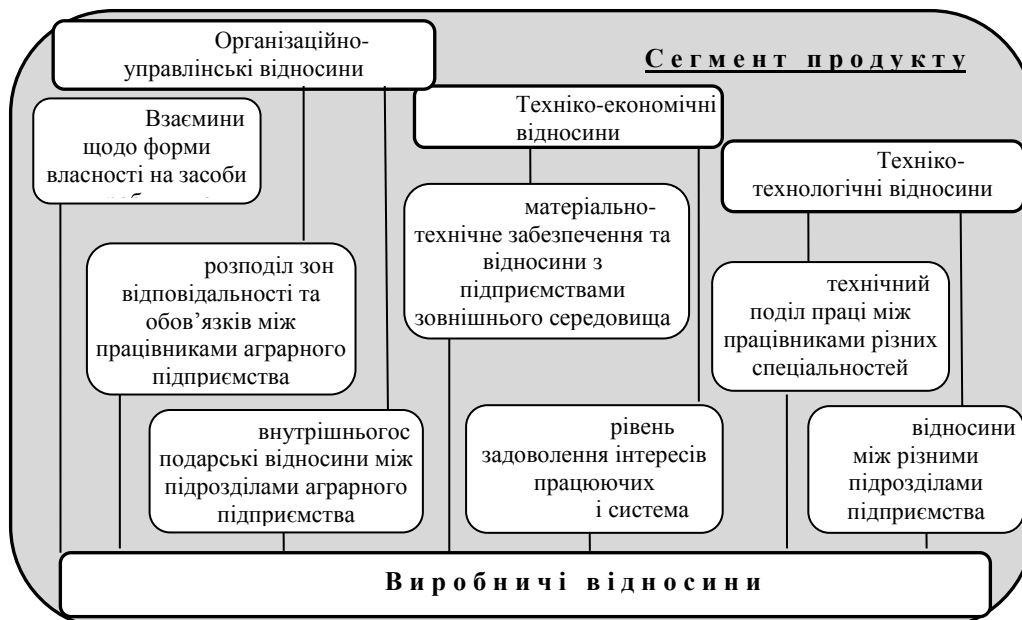 Організаційно-
управлінські відносини
Сегмент продукту
Взаємини
щодо форми
власності на засоби
Техніко-економічні
відносини
Техніко-
технологічні відносини
розподіл зон
відповідальності та
обов’язків між
працівниками аграрного
підприємства
матеріально-
технічне забезпечення та
відносини з
підприємствами
зовнішнього середовища
технічний
поділ праці між
працівниками різних
спеціальностей
внутрішньогос
подарські відносини між
підрозділами аграрного
підприємства
рівень
задоволення інтересів
працюючих
і система
відносини
між різними
підрозділами
підприємства
Виробничі відносини